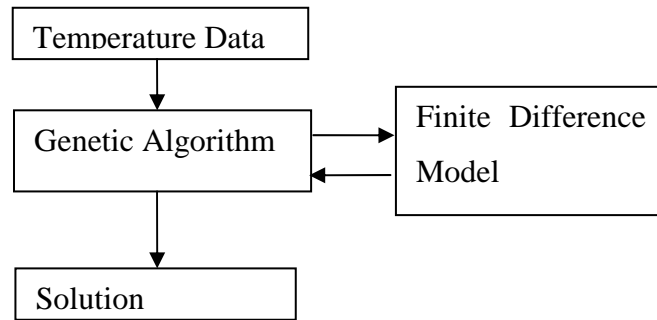 Temperature Data
Genetic Algorithm
Finite Difference
Model
Solution